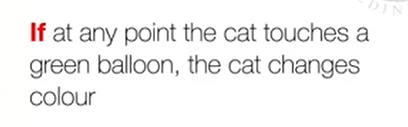 If at any point the cat touches a
green balloon, the cat changes
colour